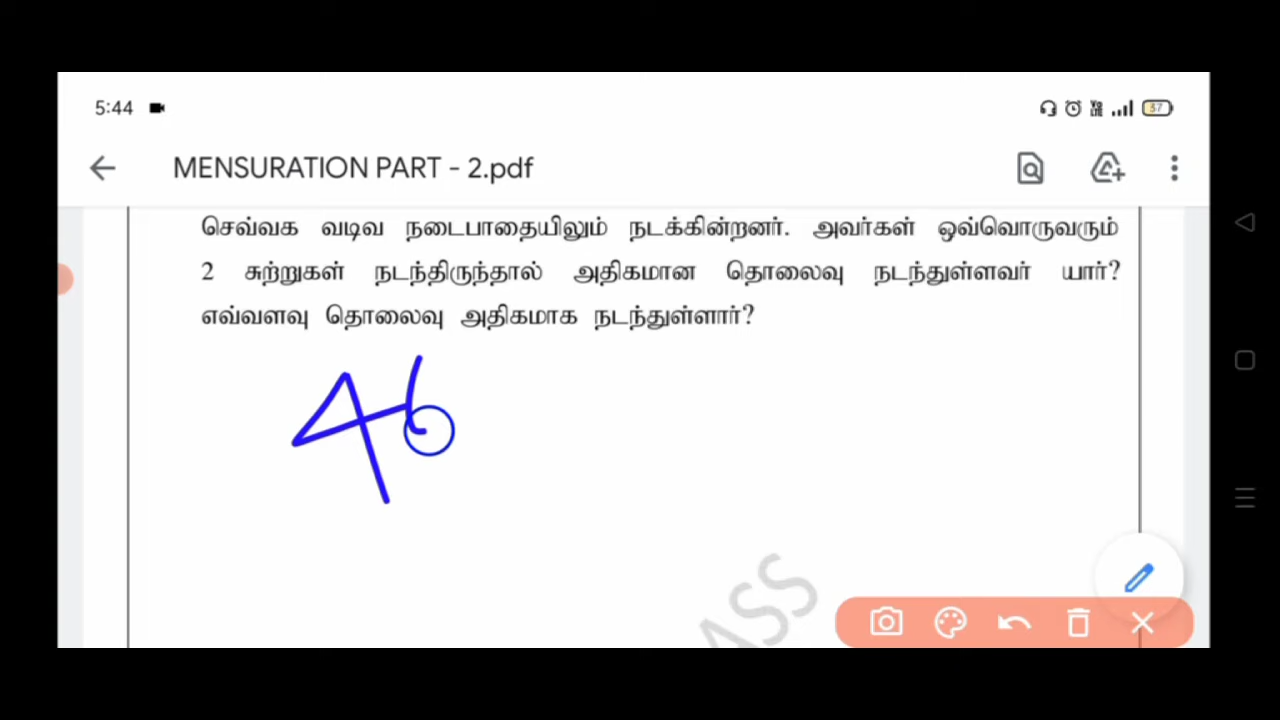 5:44
57
MENSURATION PART - 2.pdf
செவ்வக வடிவ நடைபாதையிலும் நடக்கின்றனர். அவர்கள் ஒவ்வொருவரும்
2 சுற்றுகள் நடந்திருந்தால் அதிகமான தொலைவு நடந்துள்ளவர் யார்?
எவ்வளவு தொலைவு அதிகமாக நடந்துள்ளார்?
46